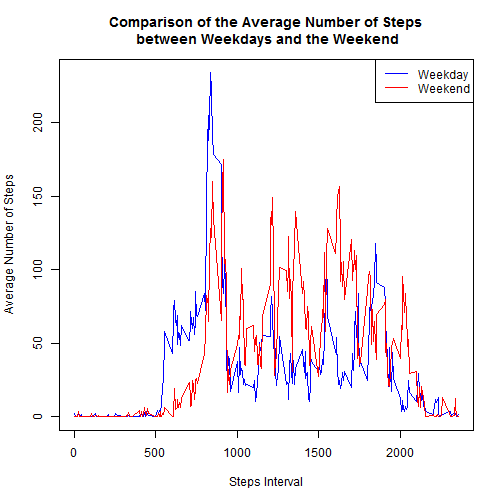 Comparison of the Average Number of Steps
between Weekdays and the Weekend
Weekday
Weekend
Average Number of Steps
200
150
100
50
0
0 500 1000 1500 2000
Steps Interval